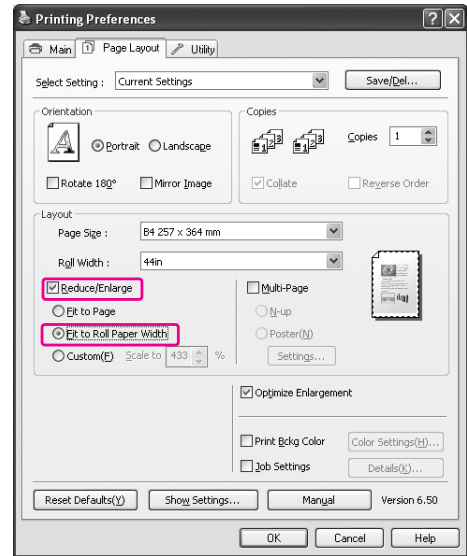 Printing Preferences
Main Page Layout Utility
Select Setting : Current Settings Save/Del...
Orientation
Portrait Landscape
Rotate 180° Mirror Image
Copies
Copies 1
Collate Reverse Order
Layout
Page Size : B4 257 x 364 mm
Roll Width : 44in
Reduce/Enlarge
Fit to Page
Fit to Roll Paper Width
Custom(F) Scale to 433 %
Multi-Page
N-up
Poster(N)
Settings...
Optimize Enlargement
Print Bckg Color Color Settings(H)...
Job Settings Details(K)...
Reset Defaults(Y) Show Settings... Manual Version 6.50
OK Cancel Help